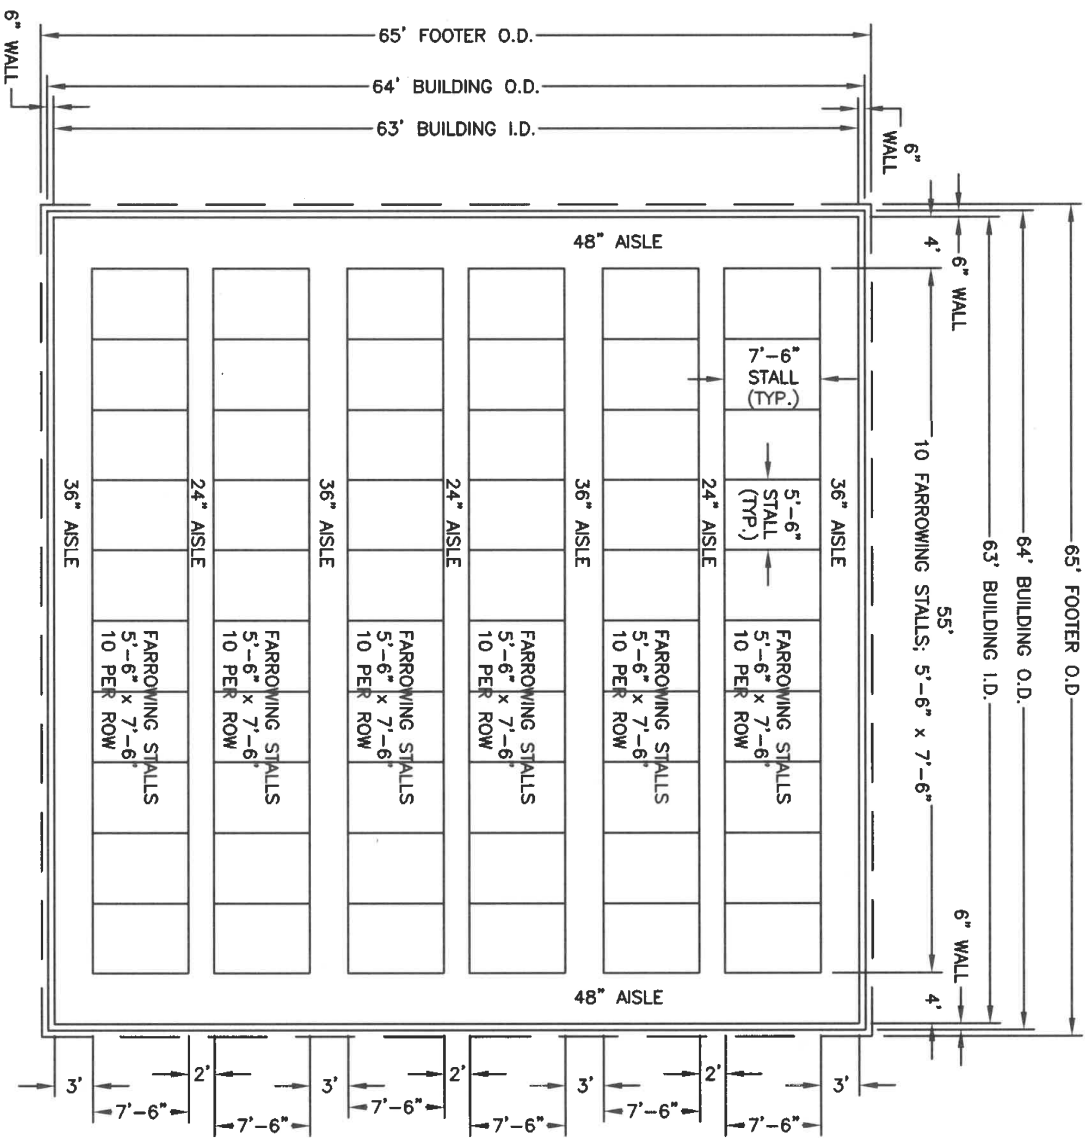 65' FOOTER O.D.
64' BUILDING O.D.
63' BUILDING I.D.
6" WALL
6"
WALL
65' FOOTER O.D
64' BUILDING O.D.
63' BUILDING I.D.
6" WALL
6" WALL
4'
55'
10 FARROWING STALLS; 5'-6" x 7'-6"
4'
48" AISLE
48" AISLE
7'-6"
STALL
(TYP.)
5'-6"
STALL
(TYP.)
36" AISLE
24" AISLE
36" AISLE
24" AISLE
36" AISLE
24" AISLE
36" AISLE
FARROWING STALLS
5'-6" x 7'-6"
10 PER ROW
FARROWING STALLS
5'-6" x 7'-6"
10 PER ROW
FARROWING STALLS
5'-6" x 7'-6"
10 PER ROW
FARROWING STALLS
5'-6" x 7'-6"
10 PER ROW
FARROWING STALLS
5'-6" x 7'-6"
10 PER ROW
FARROWING STALLS
5'-6" x 7'-6"
10 PER ROW
3'
2'
3'
2'
3'
2'
3'
7'-6"
7'-6"
7'-6"
7'-6"
7'-6"
7'-6"